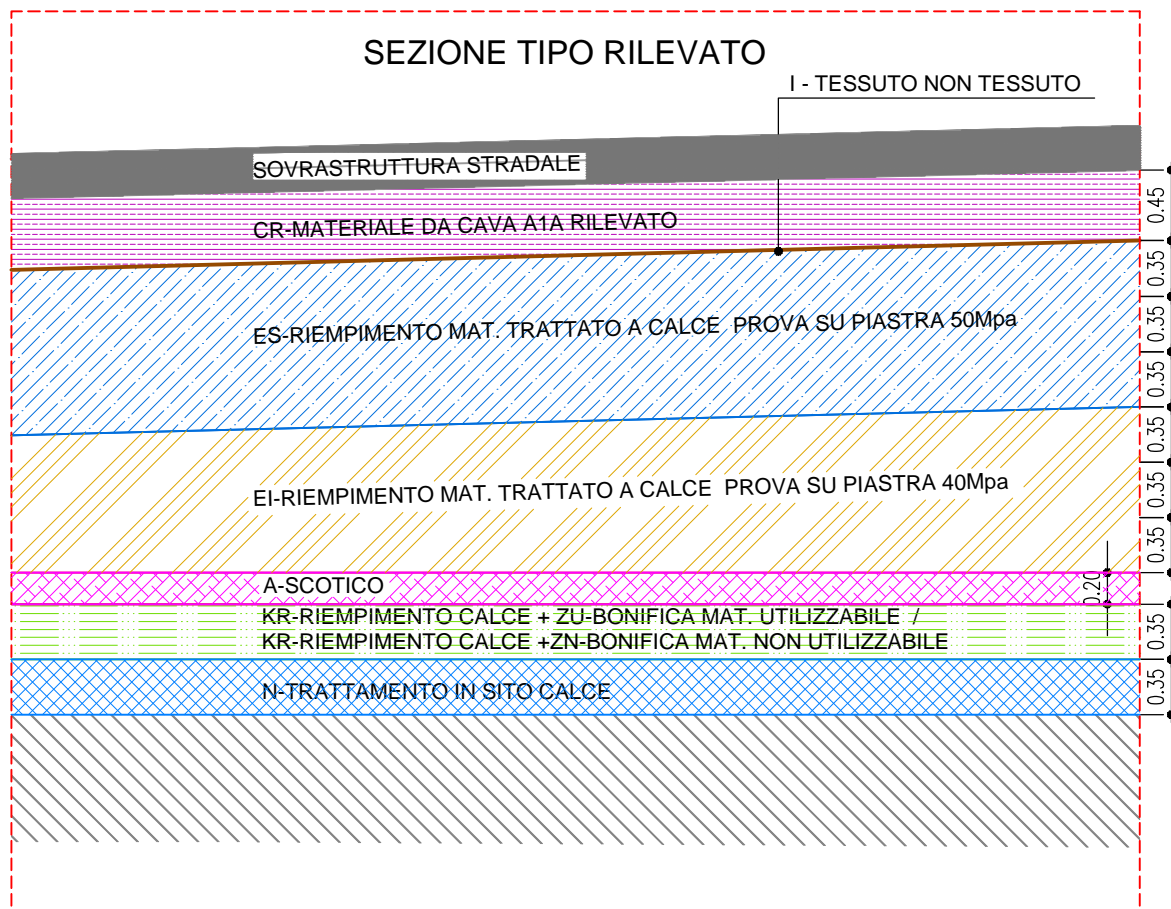 SEZIONE TIPO RILEVATO
I - TESSUTO NON TESSUTO
SOVRASTRUTTURA STRADALE
0.45
CR-MATERIALE DA CAVA A1A RILEVATO
0.35
0.35
ES-RIEMPIMENTO MAT. TRATTATO A CALCE PROVA SU PIASTRA 50Mpa
0.35
0.35
0.35
EI-RIEMPIMENTO MAT. TRATTATO A CALCE PROVA SU PIASTRA 40Mpa
0.35
A-SCOTICO
0.20
KR-RIEMPIMENTO CALCE + ZU-BONIFICA MAT. UTILIZZABILE /
KR-RIEMPIMENTO CALCE +ZN-BONIFICA MAT. NON UTILIZZABILE
0.35
N-TRATTAMENTO IN SITO CALCE
0.35